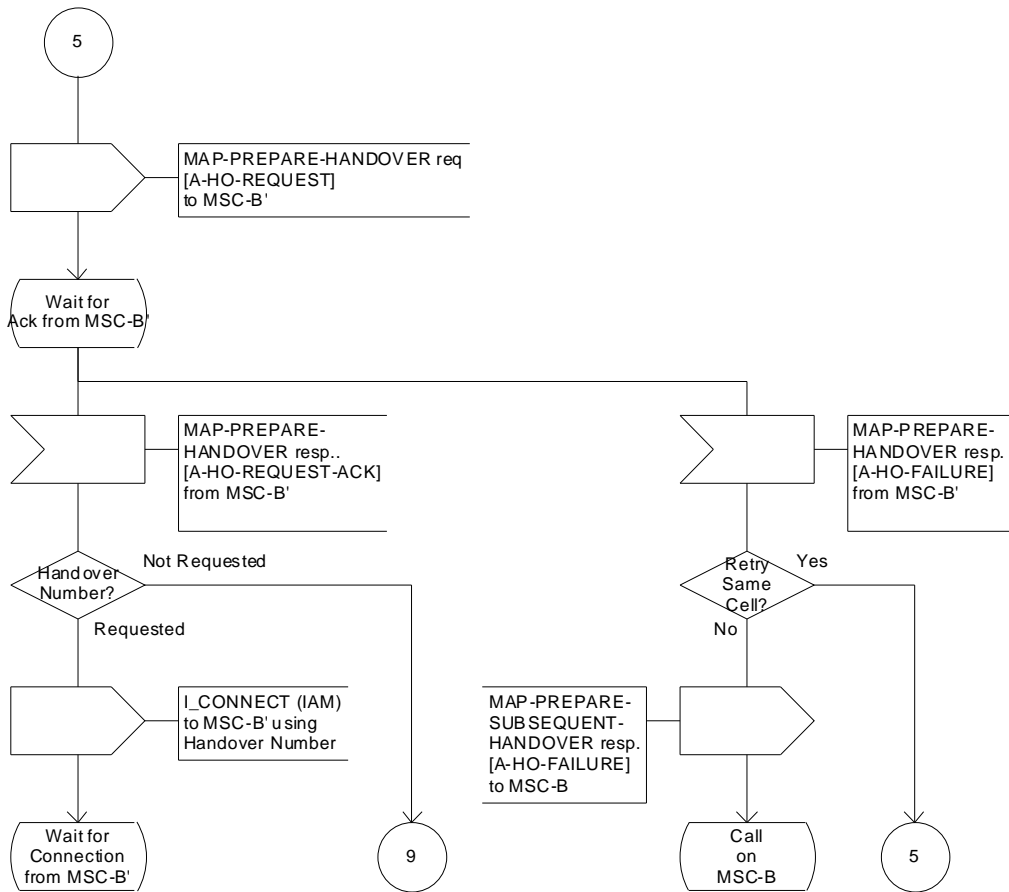 5
MAP-PREPARE-HANDOVER req
[A-HO-REQUEST]
to MSC-B'
Wait for
Ack from MSC-B'
MAP-PREPARE-
HANDOVER resp..
[A-HO-REQUEST-ACK]
from MSC-B'
MAP-PREPARE-
HANDOVER resp.
[A-HO-FAILURE]
from MSC-B'
Handover
Number?
Not Requested
Requested
Retry
Same
Cell?
Yes
No
I_CONNECT (IAM)
to MSC-B' using
Handover Number
MAP-PREPARE-
SUBSEQUENT-
HANDOVER resp.
[A-HO-FAILURE]
to MSC-B
Wait for
Connection
from MSC-B'
9
Call
on
MSC-B
5